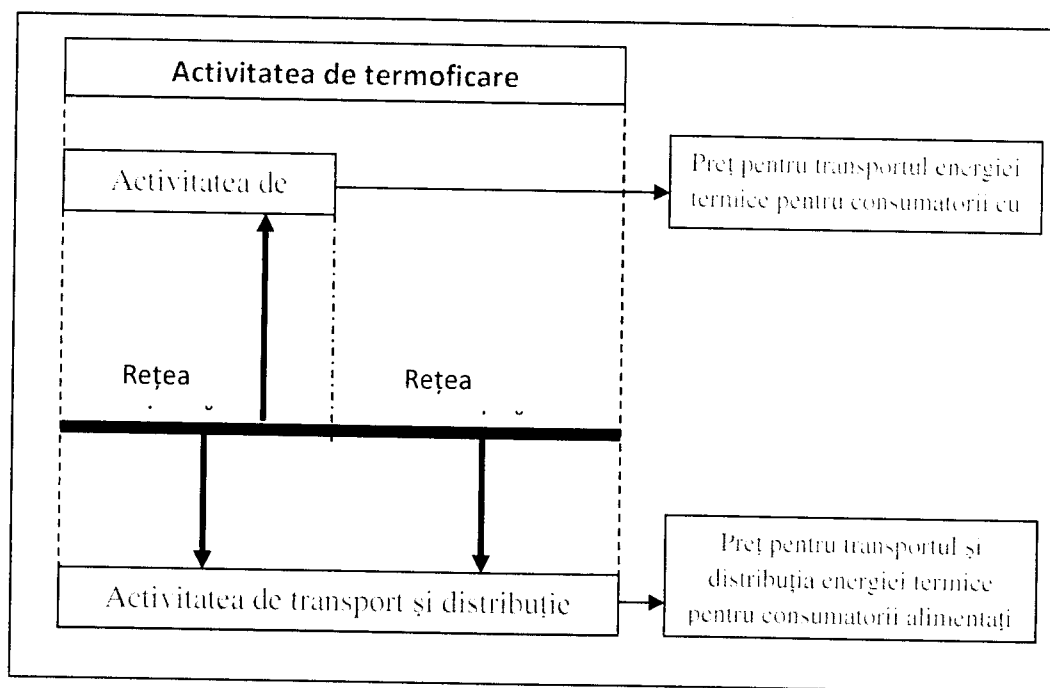 Activitatea de termoficare
Activitatea de
Preț pentru transportul energiei
termice pentru consumatorii cu
Rețea
Rețea
Activitatea de transport și distribuție
Preț pentru transportul și
distribuția energiei termice
pentru consumatorii alimentați